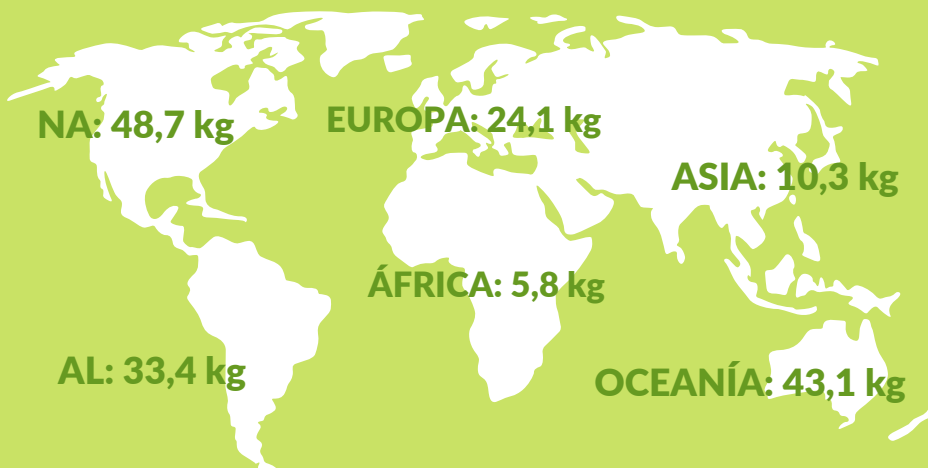 NA: 48,7 kg
EUROPA: 24,1 kg
ASIA: 10,3 kg
ÁFRICA: 5,8 kg
AL: 33,4 kg
OCEANÍA: 43,1 kg